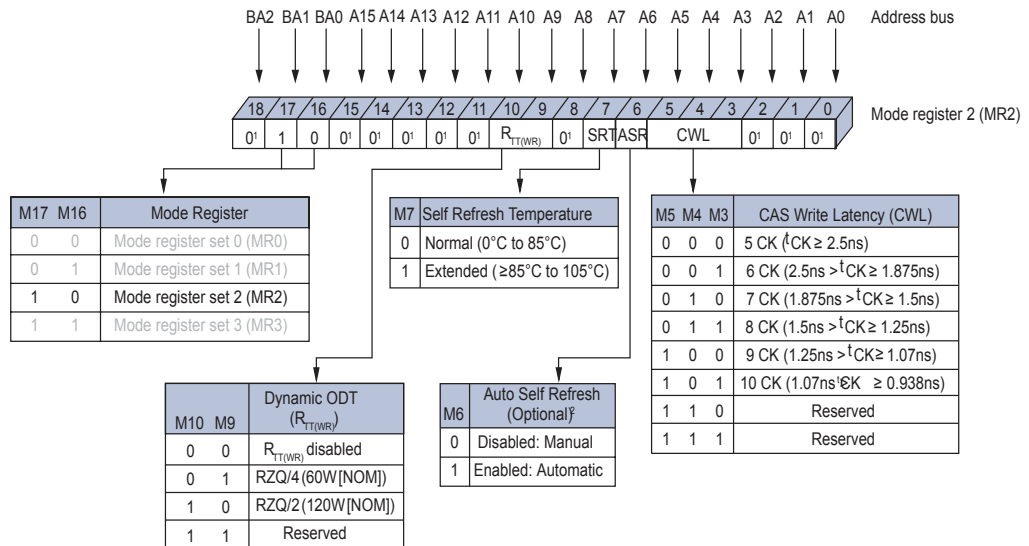 BA2 BA1 BA0 A15 A14 A13 A12 A11 A10 A9 A8 A7 A6 A5 A4 A3 A2 A1 A0 Address bus
18 17 16 15 14 13 12 11 10 9 8 7 6 5 4 3 2 1 0
Mode register 2 (MR2)
0¹ 1 0 0¹ 0¹ 0¹ 0¹ 0¹ RTT(WR) 0¹ SRT ASR CWL 0¹ 0¹ 0¹
M17 M16 Mode Register
0 0 Mode register set 0 (MR0)
0 1 Mode register set 1 (MR1)
1 0 Mode register set 2 (MR2)
1 1 Mode register set 3 (MR3)
M7 Self Refresh Temperature
0 Normal (0°C to 85°C)
1 Extended (≥85°C to 105°C)
M5 M4 M3 CAS Write Latency (CWL)
0 0 0 5 CK (tCK ≥ 2.5ns)
0 0 1 6 CK (2.5ns > tCK ≥ 1.875ns)
0 1 0 7 CK (1.875ns > tCK ≥ 1.5ns)
0 1 1 8 CK (1.5ns > tCK ≥ 1.25ns)
1 0 0 9 CK (1.25ns > tCK ≥ 1.07ns)
1 0 1 10 CK (1.07ns CK ≥ 0.938ns)
1 1 0 Reserved
1 1 1 Reserved
M10 M9 Dynamic ODT
(RTT(WR))
0 0 RTT(WR) disabled
0 1 RZQ/4 (60W [NOM])
1 0 RZQ/2 (120W [NOM])
1 1 Reserved
M6 Auto Self Refresh
(Optional)²
0 Disabled: Manual
1 Enabled: Automatic